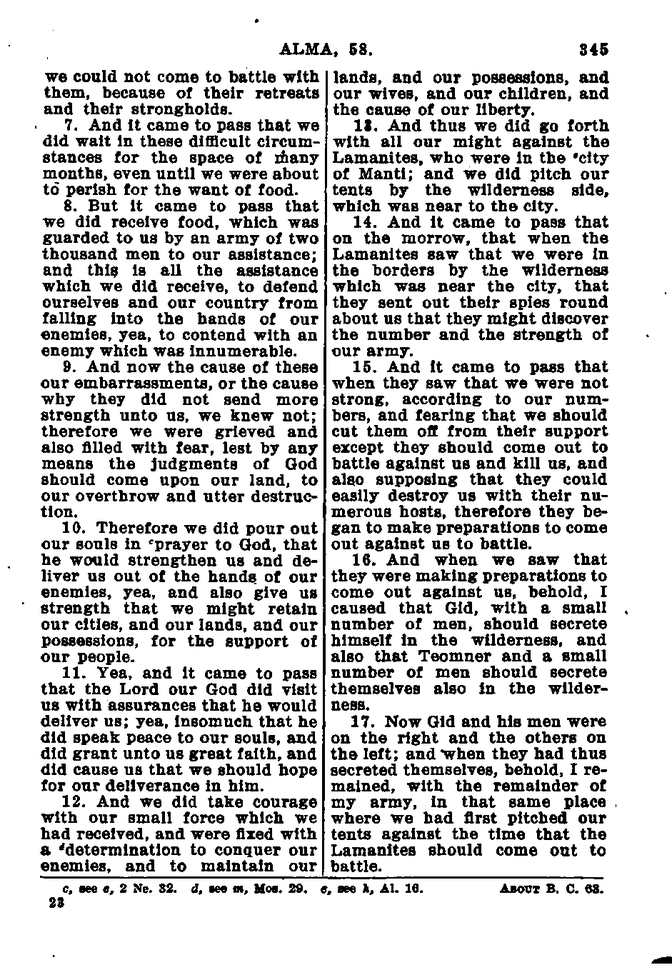 ALMA, 58.
345
we could not come to battle with
them, because of their retreats
and their strongholds.
7. And it came to pass that we
did wait in these difficult circum-
stances for the space of many
months, even until we were about
to perish for the want of food.
8. But it came to pass that
we did receive food, which was
guarded to us by an army of two
thousand men to our assistance;
and this is all the assistance
which we did receive, to defend
ourselves and our country from
falling into the hands of our
enemies, yea, to contend with an
enemy which was innumerable.
9. And now the cause of these
our embarrassments, or the cause
why they did not send more
strength unto us, we knew not;
therefore we were grieved and
also filled with fear, lest by any
means the judgments of God
should come upon our land, to
our overthrow and utter destruc-
tion.
10. Therefore we did pour out
our souls in ᶜprayer to God, that
he would strengthen us and de-
liver us out of the hands of our
enemies, yea, and also give us
strength that we might retain
our cities, and our lands, and our
possessions, for the support of
our people.
11. Yea, and it came to pass
that the Lord our God did visit
us with assurances that he would
deliver us; yea, insomuch that he
did speak peace to our souls, and
did grant unto us great faith, and
did cause us that we should hope
for our deliverance in him.
12. And we did take courage
with our small force which we
had received, and were fixed with
a ᵈdetermination to conquer our
enemies, and to maintain our
lands, and our possessions, and
our wives, and our children, and
the cause of our liberty.
13. And thus we did go forth
with all our might against the
Lamanites, who were in the ᵉcity
of Manti; and we did pitch our
tents by the wilderness side,
which was near to the city.
14. And it came to pass that
on the morrow, that when the
Lamanites saw that we were in
the borders by the wilderness
which was near the city, that
they sent out their spies round
about us that they might discover
the number and the strength of
our army.
15. And it came to pass that
when they saw that we were not
strong, according to our num-
bers, and fearing that we should
cut them off from their support
except they should come out to
battle against us and kill us, and
also supposing that they could
easily destroy us with their nu-
merous hosts, therefore they be-
gan to make preparations to come
out against us to battle.
16. And when we saw that
they were making preparations to
come out against us, behold, I
caused that Gid, with a small
number of men, should secrete
himself in the wilderness, and
also that Teomner and a small
number of men should secrete
themselves also in the wilder-
ness.
17. Now Gid and his men were
on the right and the others on
the left; and when they had thus
secreted themselves, behold, I re-
mained, with the remainder of
my army, in that same place
where we had first pitched our
tents against the time that the
Lamanites should come out to
battle.
c, see e, 2 Ne. 32. d, see m, Mos. 29. e, see h, Al. 16. ABOUT B. C. 63.
23